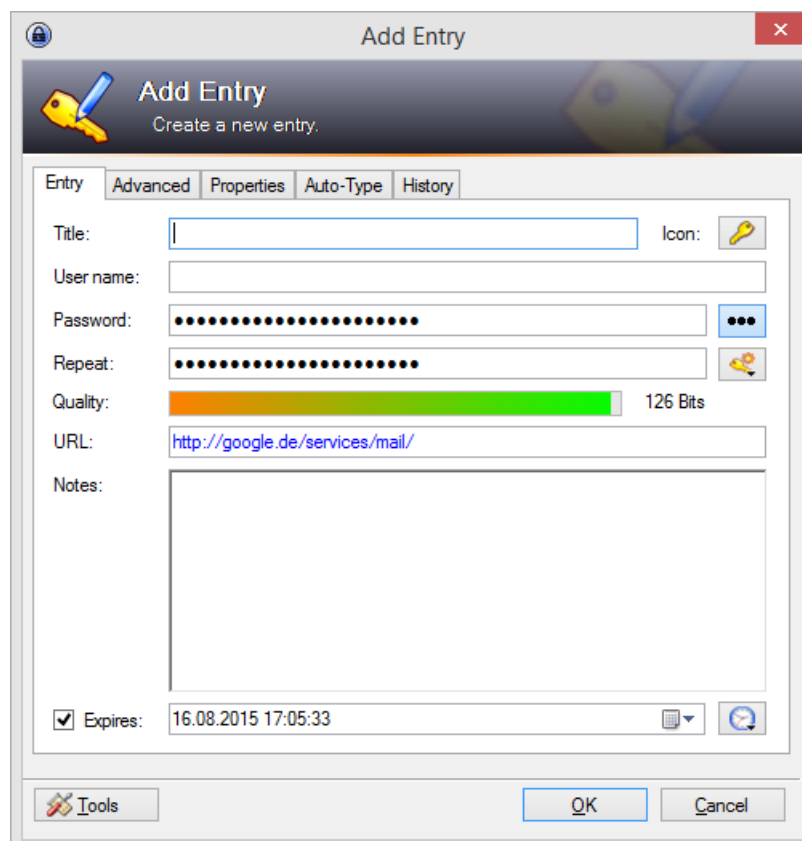 Add Entry
Add Entry
Create a new entry.
Entry Advanced Properties Auto-Type History
Title: Icon:
User name:
Password: ●●●●●●●●●●●●●●●●●●●●●● ●●●
Repeat: ●●●●●●●●●●●●●●●●●●●●●●
Quality: 126 Bits
URL: http://google.de/services/mail/
Notes:
Expires: 16.08.2015 17:05:33
Tools OK Cancel